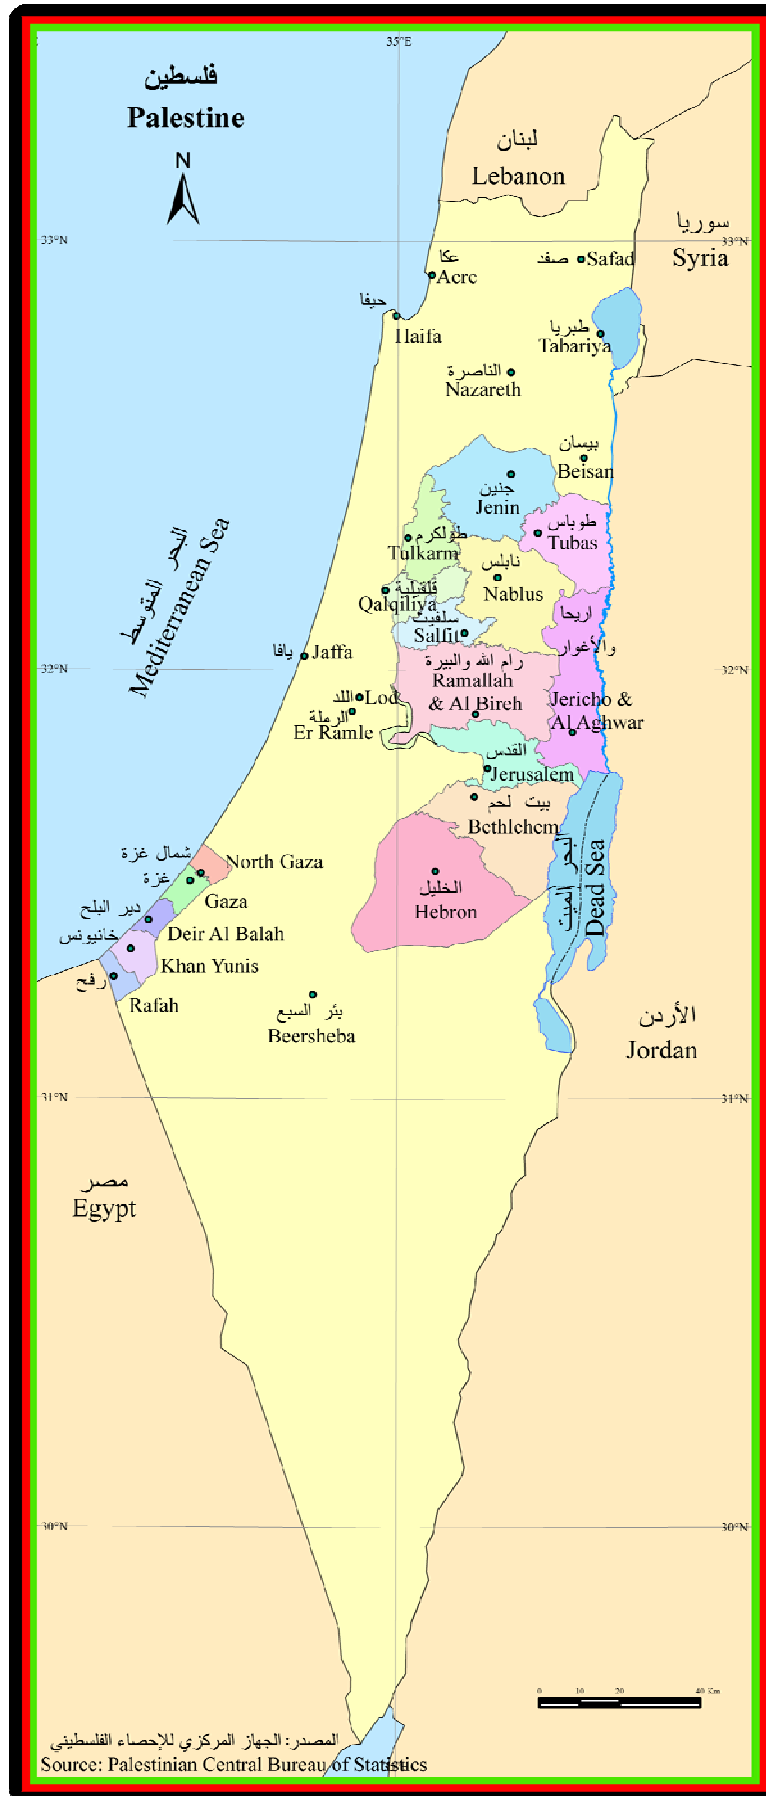 35°E
فلسطين
Palestine
N
لبنان
Lebanon
سوريا
Syria
33°N
33°N
عكا
Acre
صفد
Safad
حيفا
Haifa
طبريا
Tabariya
الناصرة
Nazareth
بيسان
Beisan
جنين
Jenin
طوباس
Tubas
طولكرم
Tulkarm
نابلس
Nablus
قلقيلية
Qalqiliya
سلفيت
Salfit
اريحا
والأغوار
Jericho &
Al Aghwar
البحر المتوسط
Mediterranean Sea
يافا
Jaffa
32°N
32°N
رام الله والبيرة
Ramallah
& Al Bireh
اللد
Lod
الرملة
Er Ramle
القدس
Jerusalem
بيت لحم
Bethlehem
البحر الميت
Dead Sea
شمال غزة
North Gaza
غزة
Gaza
الخليل
Hebron
دير البلح
Deir Al Balah
خانيونس
Khan Yunis
رفح
Rafah
بئر السبع
Beersheba
الأردن
Jordan
31°N
31°N
مصر
Egypt
30°N
30°N
0 10 20 40 Km
المصدر: الجهاز المركزي للإحصاء الفلسطيني
Source: Palestinian Central Bureau of Statistics